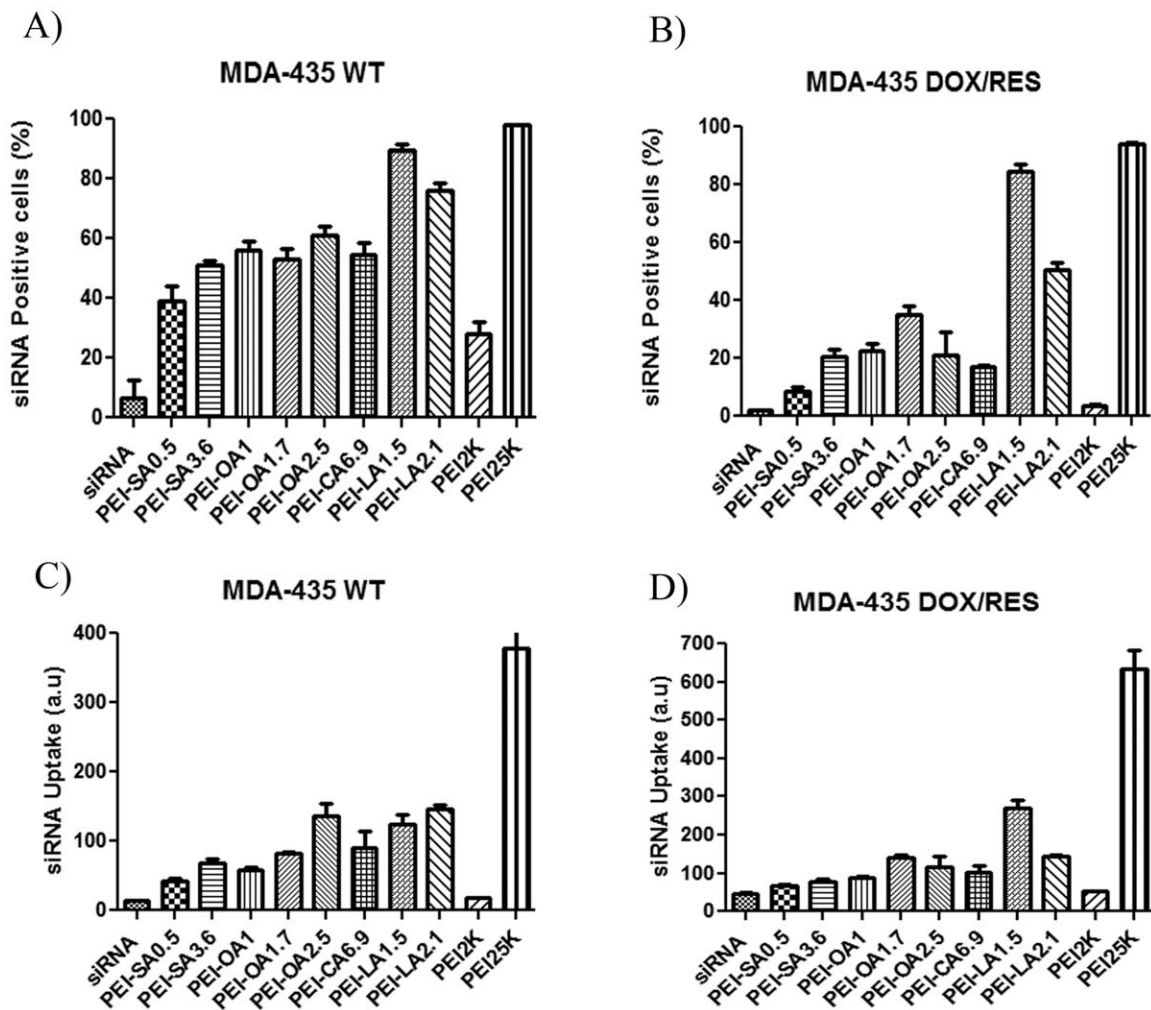 A)
MDA-435 WT
siRNA Positive cells (%)
100
80
60
40
20
0
siRNA
PEI-SA0.5
PEI-SA3.6
PEI-OA1
PEI-OA1.7
PEI-OA2.5
PEI-CA6.9
PEI-LA1.5
PEI-LA2.1
PEI2K
PEI25K
B)
MDA-435 DOX/RES
siRNA Positive cells (%)
100
80
60
40
20
0
siRNA
PEI-SA0.5
PEI-SA3.6
PEI-OA1
PEI-OA1.7
PEI-OA2.5
PEI-CA6.9
PEI-LA1.5
PEI-LA2.1
PEI2K
PEI25K
C)
MDA-435 WT
siRNA Uptake (a.u)
400
300
200
100
0
siRNA
PEI-SA0.5
PEI-SA3.6
PEI-OA1
PEI-OA1.7
PEI-OA2.5
PEI-CA6.9
PEI-LA1.5
PEI-LA2.1
PEI2K
PEI25K
D)
MDA-435 DOX/RES
siRNA Uptake (a.u)
700
600
500
400
300
200
100
0
siRNA
PEI-SA0.5
PEI-SA3.6
PEI-OA1
PEI-OA1.7
PEI-OA2.5
PEI-CA6.9
PEI-LA1.5
PEI-LA2.1
PEI2K
PEI25K